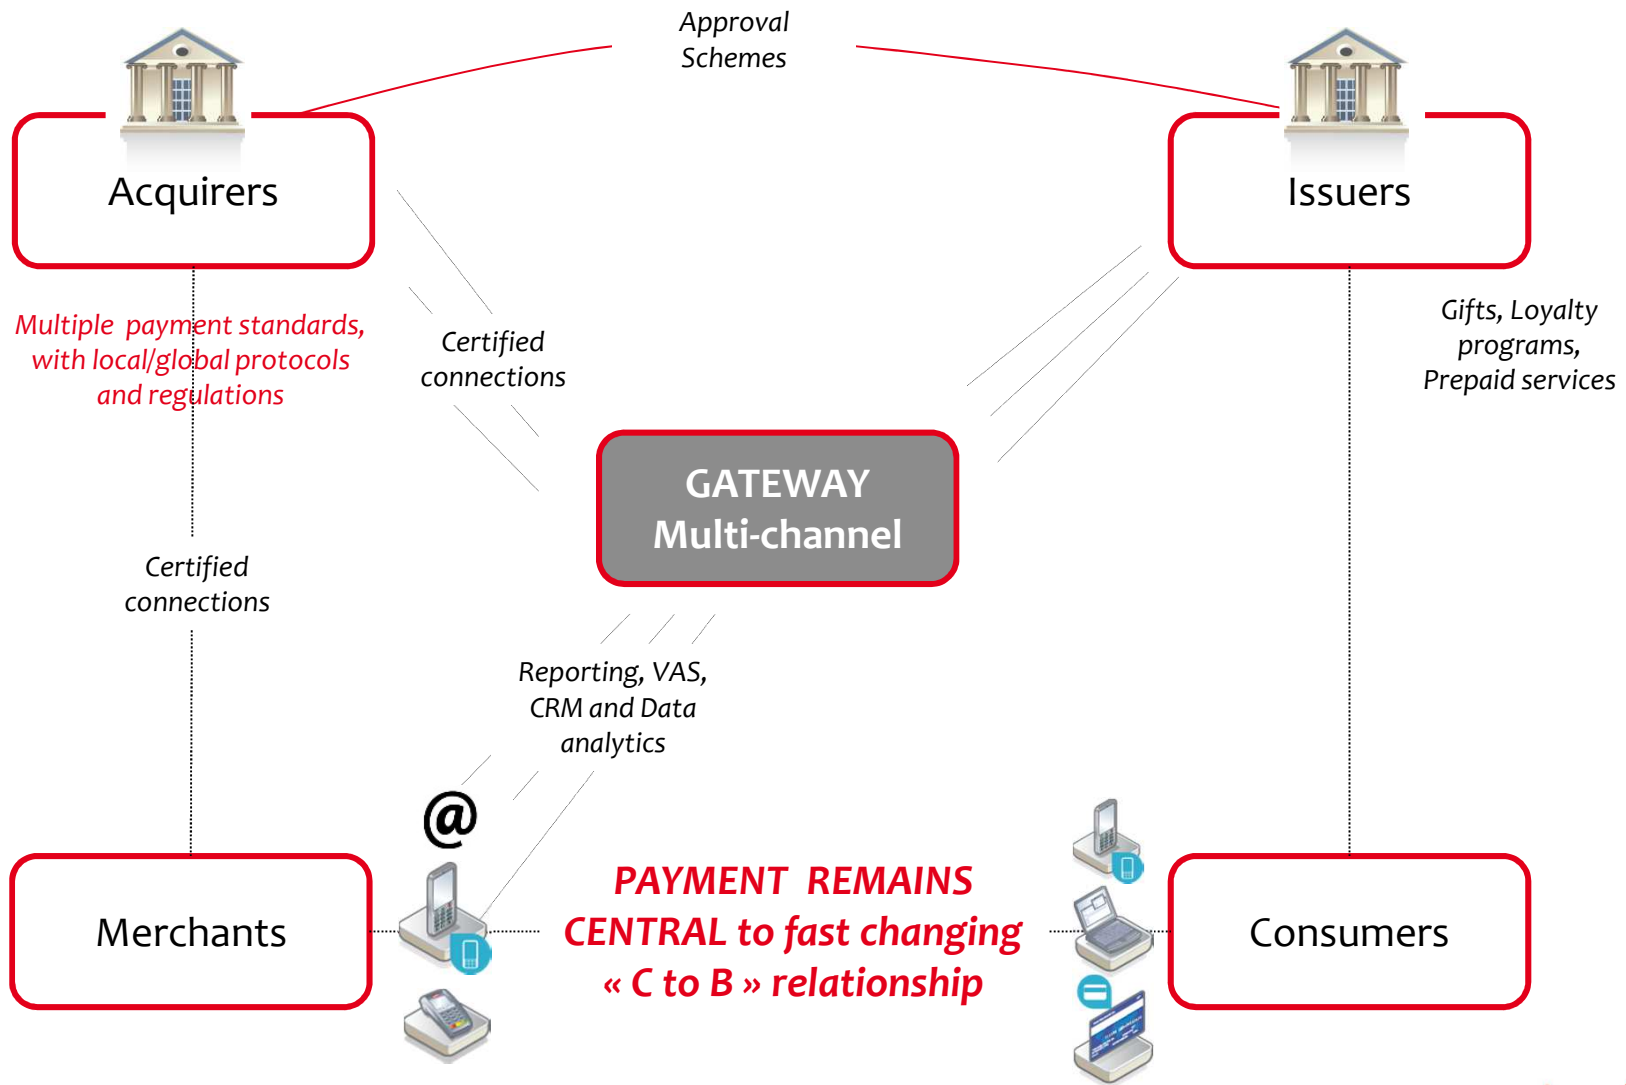 Approval
Schemes
Acquirers
Issuers
Multiple payment standards,
with local/global protocols
and regulations
Certified
connections
Gifts, Loyalty
programs,
Prepaid services
GATEWAY
Multi-channel
Certified
connections
Reporting, VAS,
CRM and Data
analytics
@
Merchants
PAYMENT REMAINS
CENTRAL to fast changing
« C to B » relationship
Consumers